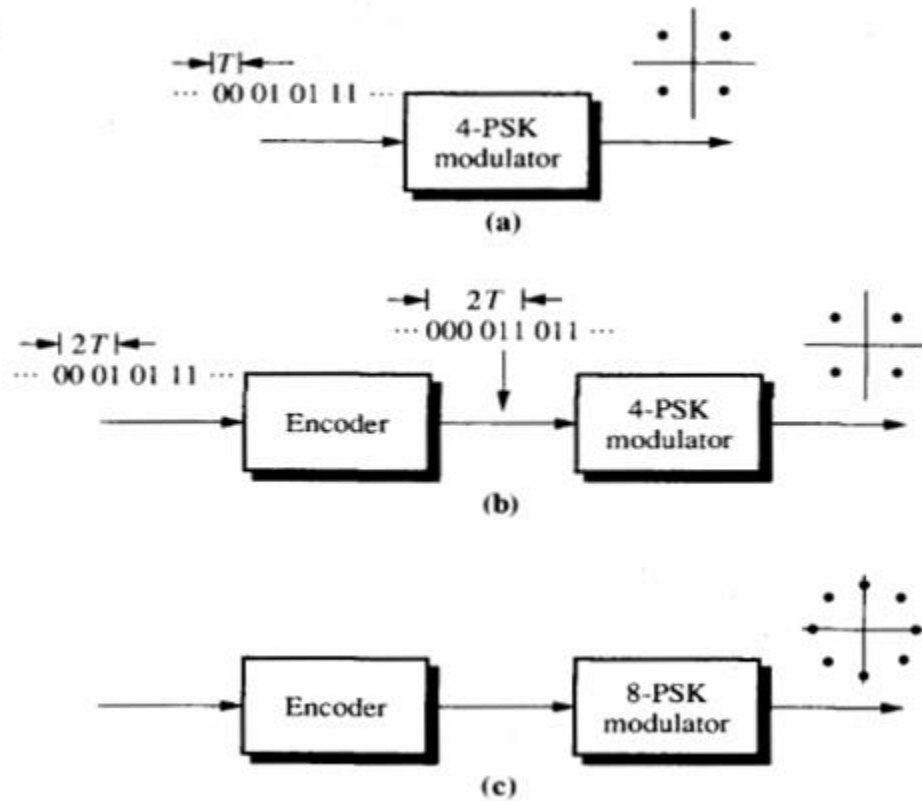 T
··· 00 01 01 11 ···
4-PSK
modulator
(a)
2T
··· 000 011 011 ···
2T
··· 00 01 01 11 ···
Encoder
4-PSK
modulator
(b)
Encoder
8-PSK
modulator
(c)